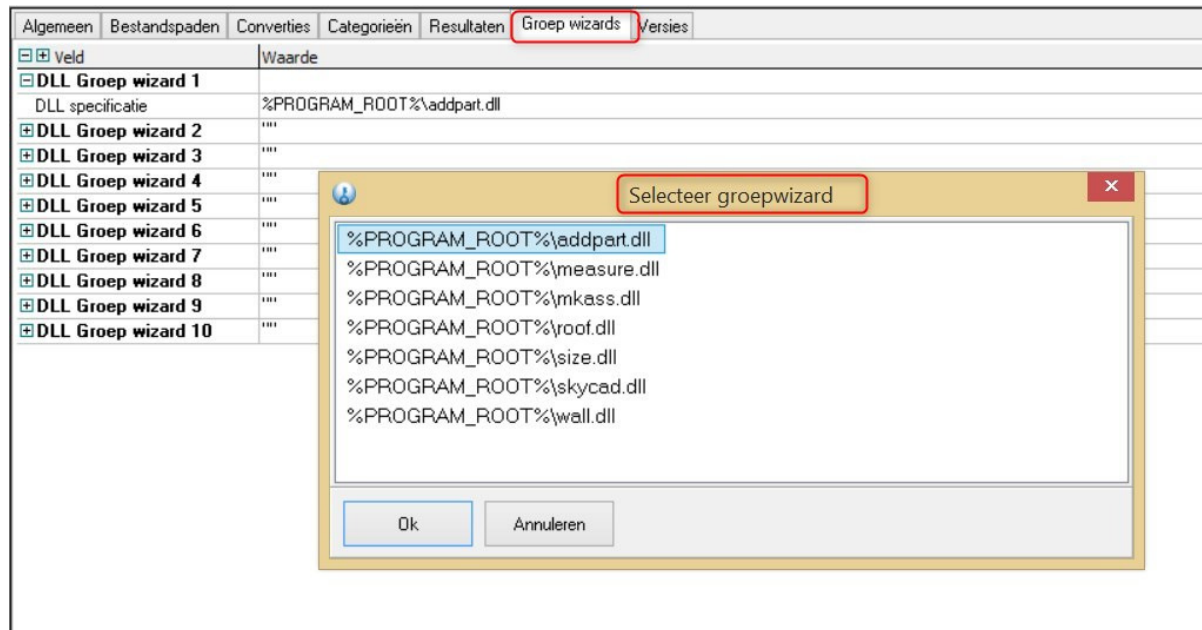 Algemeen Bestandspaden Converties Categorieën Resultaten Groep wizards Versies
Veld Waarde
DLL Groep wizard 1
DLL specificatie %PROGRAM_ROOT%\addpart.dll
DLL Groep wizard 2 ""
DLL Groep wizard 3 ""
DLL Groep wizard 4 ""
DLL Groep wizard 5 ""
DLL Groep wizard 6 ""
DLL Groep wizard 7 ""
DLL Groep wizard 8 ""
DLL Groep wizard 9 ""
DLL Groep wizard 10 ""
Selecteer groepwizard
%PROGRAM_ROOT%\addpart.dll
%PROGRAM_ROOT%\measure.dll
%PROGRAM_ROOT%\mkass.dll
%PROGRAM_ROOT%\roof.dll
%PROGRAM_ROOT%\size.dll
%PROGRAM_ROOT%\skycad.dll
%PROGRAM_ROOT%\wall.dll
Ok Annuleren